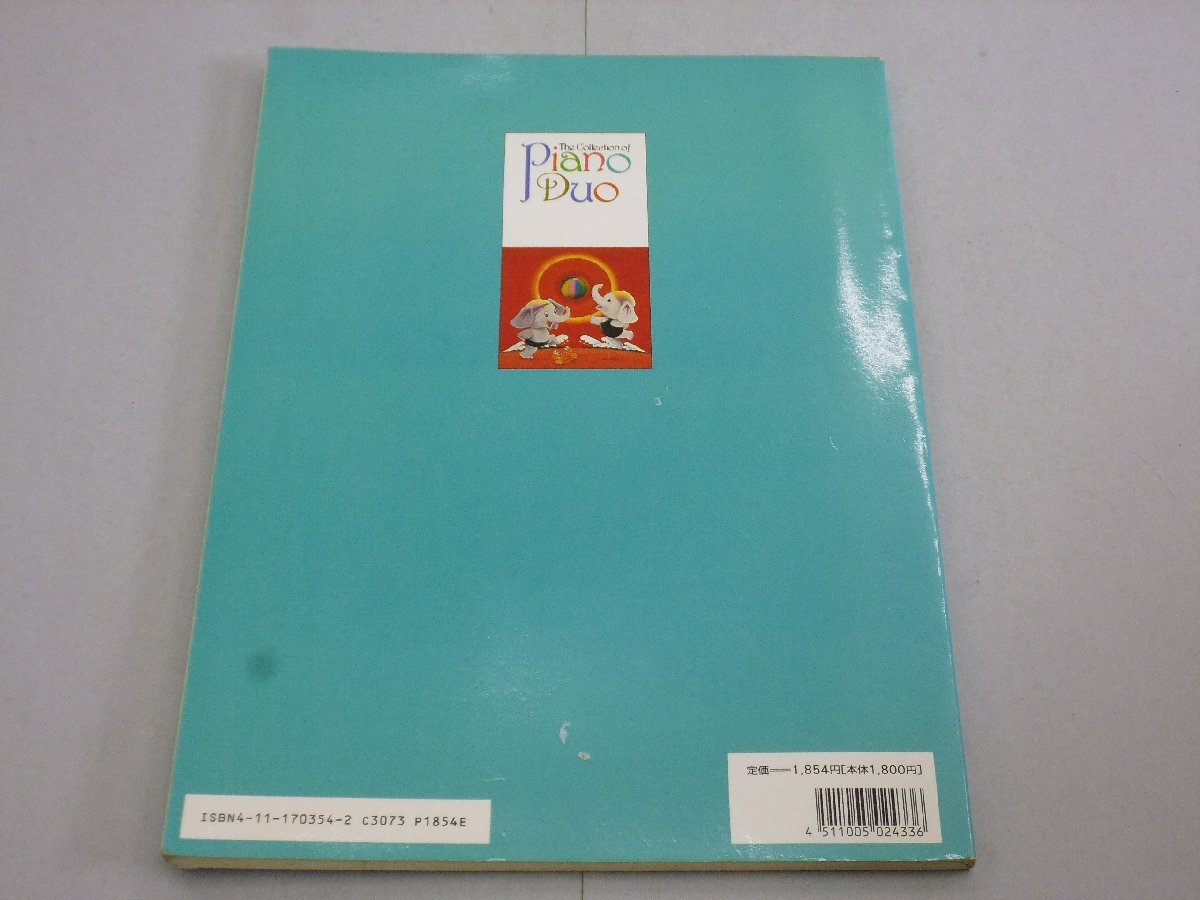 The Collection of
Piano
Duo
定価──1,854円[本体1,800円]
4 511005 024336
ISBN4-11-170354-2 C3073 P1854E